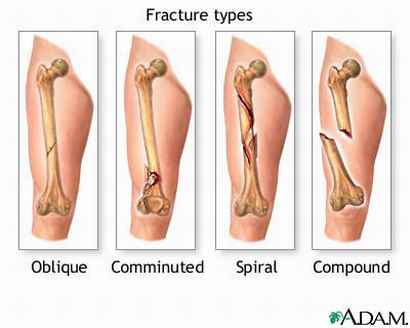 Fracture types
Oblique
Comminuted
Spiral
Compound
A.D.A.M.